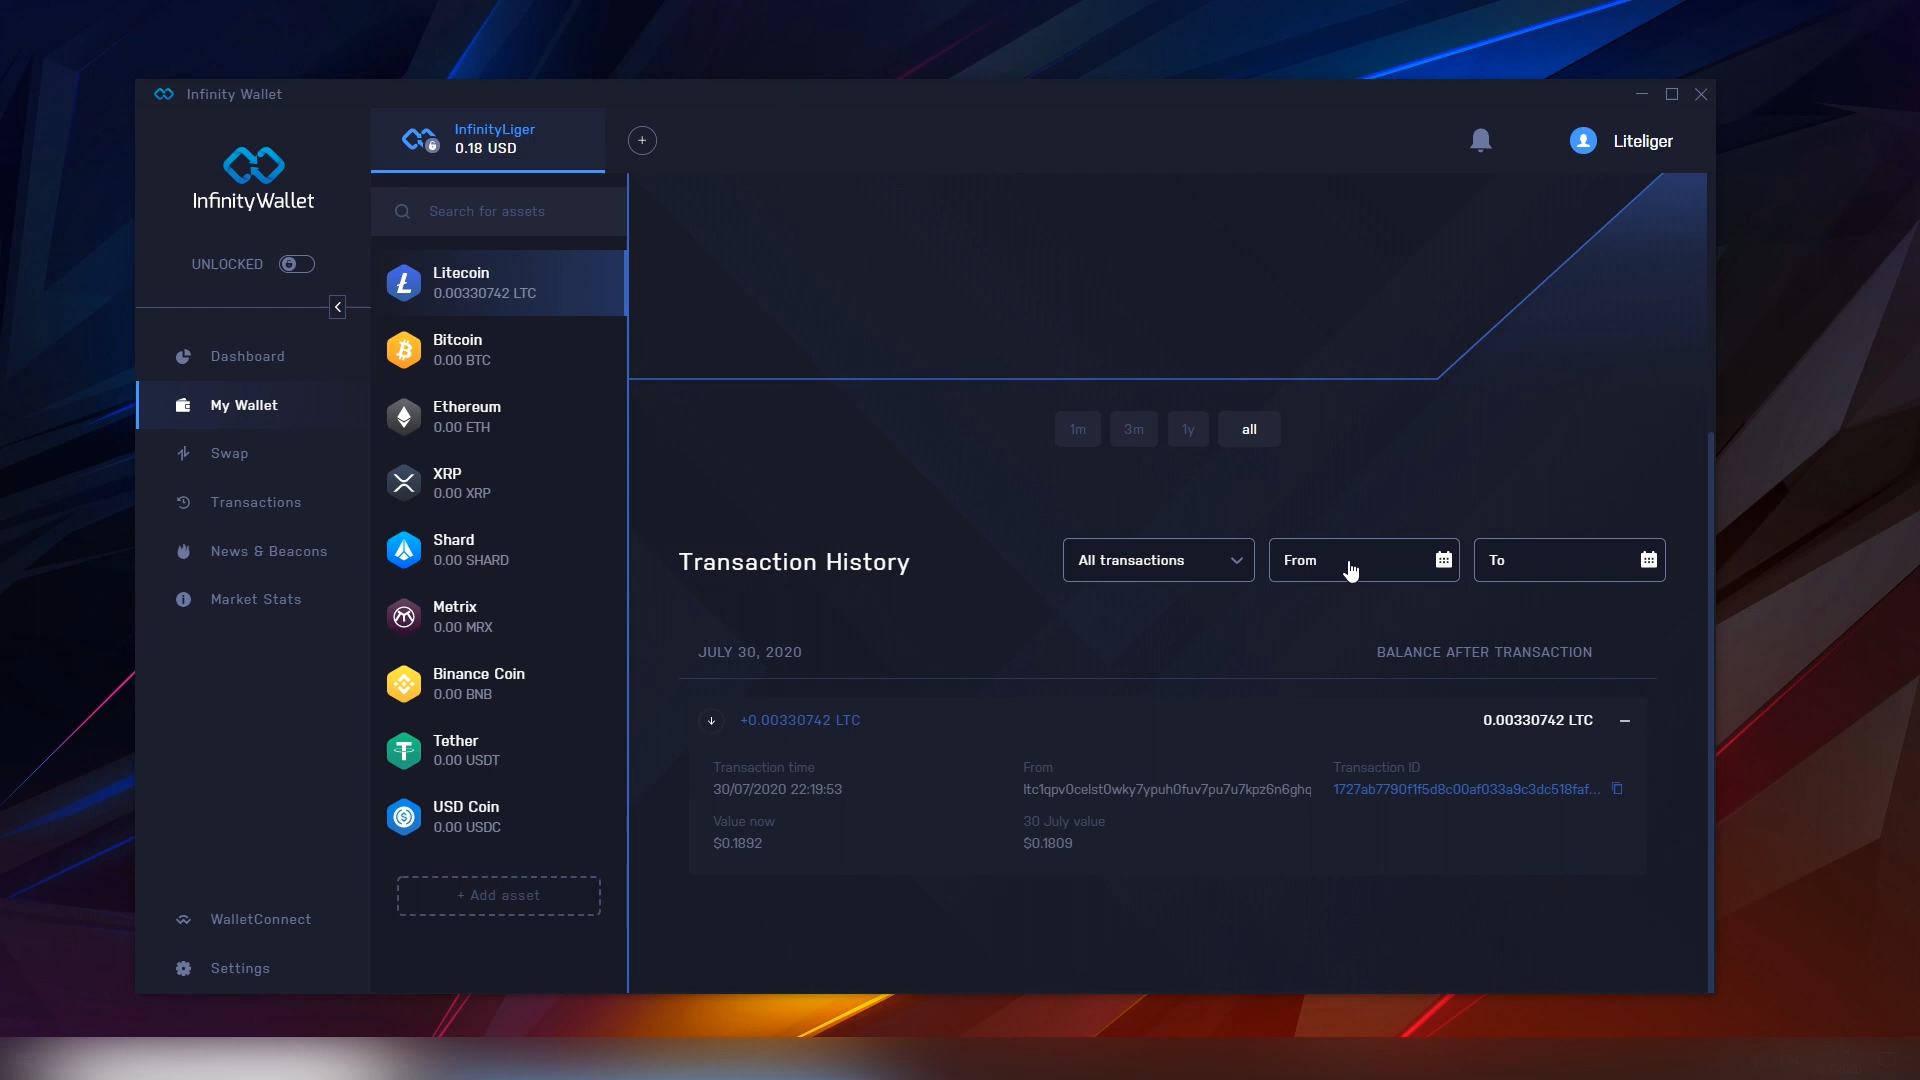 Infinity Wallet
InfinityWallet
UNLOCKED
Dashboard
My Wallet
Swap
Transactions
News & Beacons
Market Stats
WalletConnect
Settings
InfinityLiger
0.18 USD
+
Liteliger
Search for assets
Litecoin
0.00330742 LTC
Bitcoin
0.00 BTC
Ethereum
0.00 ETH
XRP
0.00 XRP
Shard
0.00 SHARD
Metrix
0.00 MRX
Binance Coin
0.00 BNB
Tether
0.00 USDT
USD Coin
0.00 USDC
+ Add asset
1m 3m 1y all
Transaction History
All transactions
From
To
JULY 30, 2020 BALANCE AFTER TRANSACTION
+0.00330742 LTC 0.00330742 LTC
Transaction time From Transaction ID
30/07/2020 22:19:53 ltc1qpv0celst0wky7ypuh0fuv7pu7u7kpz6n6ghq 1727ab7790f1f5d8c00af033a9c3dc518faf...
Value now 30 July value
$0.1892 $0.1809